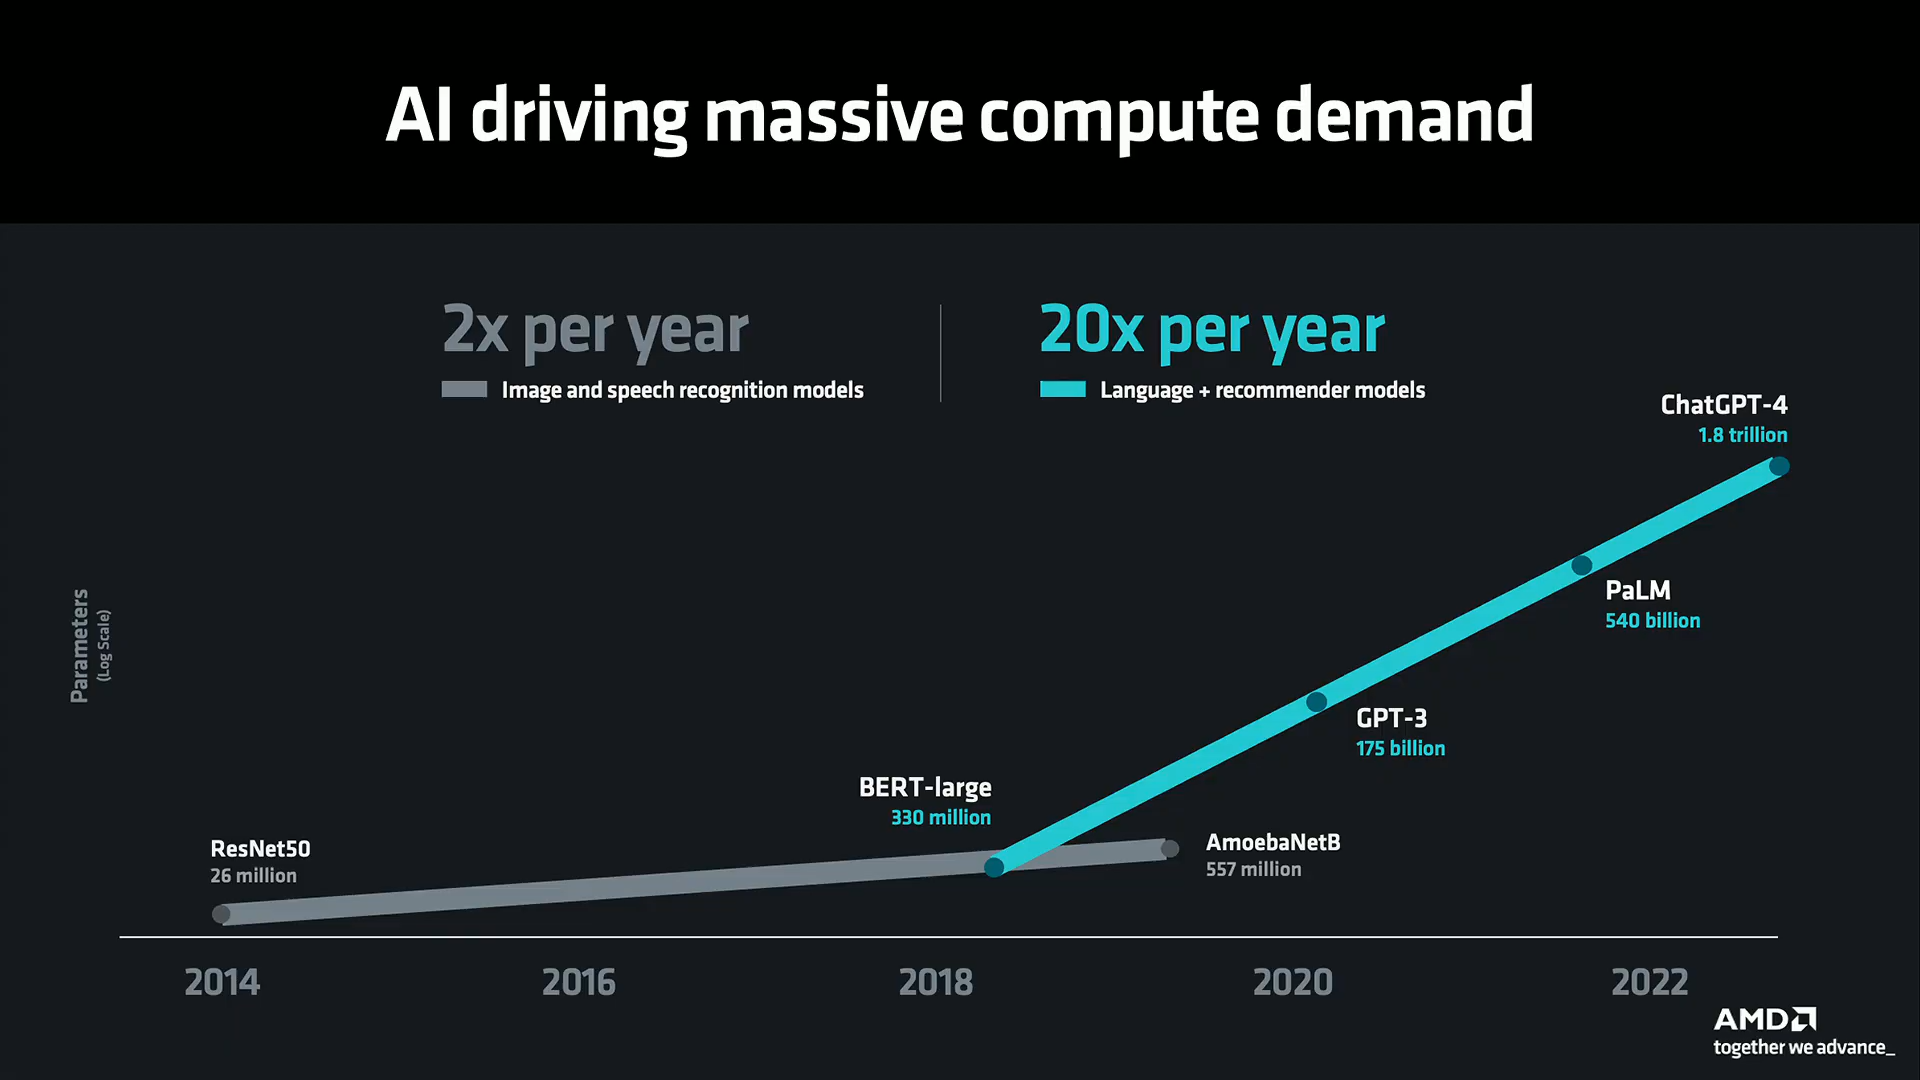 AI driving massive compute demand
2x per year
Image and speech recognition models
20x per year
Language + recommender models
ChatGPT-4
1.8 trillion
PaLM
540 billion
GPT-3
175 billion
BERT-large
330 million
AmoebaNetB
557 million
ResNet50
26 million
Parameters
(Log Scale)
2014
2016
2018
2020
2022
AMD
together we advance_